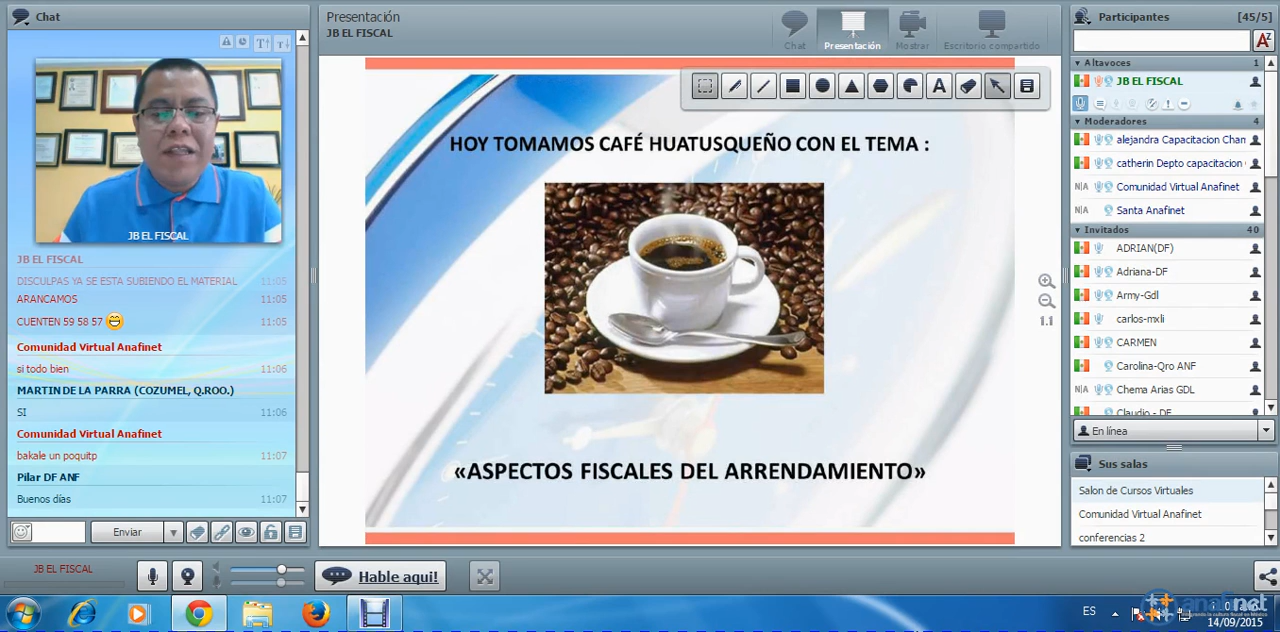 Chat
JB EL FISCAL
JB EL FISCAL
DISCULPAS YA SE ESTA SUBIENDO EL MATERIAL 11:05
ARANCAMOS 11:05
CUENTEN 59 58 57 11:05
Comunidad Virtual Anafinet
si todo bien 11:06
MARTIN DE LA PARRA (COZUMEL, Q.ROO.)
SI 11:06
Comunidad Virtual Anafinet
bakale un poquitp 11:07
Pilar DF ANF
Buenos días 11:07
Enviar
Presentación
JB EL FISCAL
Chat
Presentación
Mostrar
Escritorio compartido
A
HOY TOMAMOS CAFÉ HUATUSQUEÑO CON EL TEMA :
«ASPECTOS FISCALES DEL ARRENDAMIENTO»
1.1
Participantes [45/5]
Altavoces 1
JB EL FISCAL
Moderadores 4
alejandra Capacitacion Cham
catherin Depto capacitacion
N|A Comunidad Virtual Anafinet
N|A Santa Anafinet
Invitados 40
ADRIAN(DF)
Adriana-DF
Army-Gdl
carlos-mxli
CARMEN
Carolina-Qro ANF
N|A Chema Arias GDL
Claudio - DF
En línea
Sus salas
Salon de Cursos Virtuales
Comunidad Virtual Anafinet
conferencias 2
JB EL FISCAL
Hable aqui!
ES
anafinet
14/09/2015